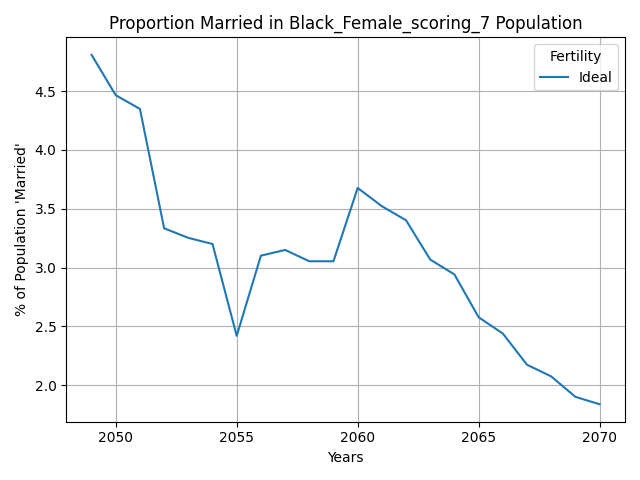 Proportion Married in Black_Female_scoring_7 Population
Fertility
Ideal
% of Population 'Married'
4.5
4.0
3.5
3.0
2.5
2.0
2050 2055 2060 2065 2070
Years